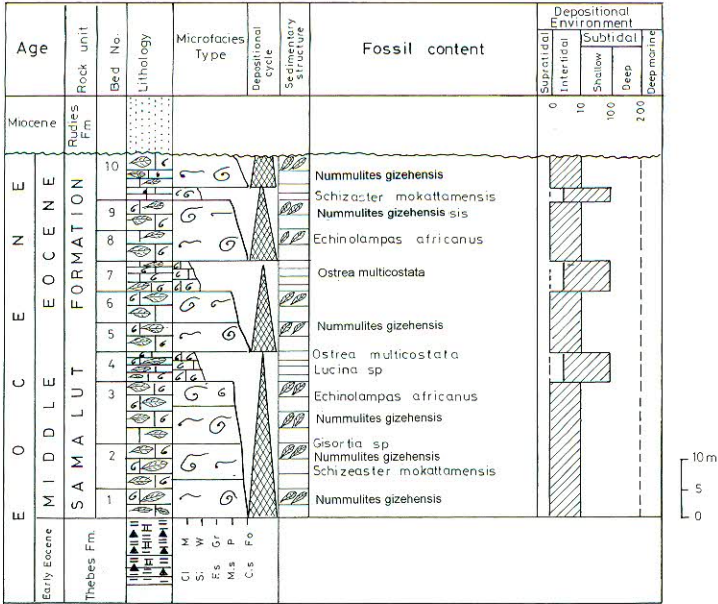 Age
Rock unit
Bed No.
Lithology
Microfacies
Type
Depositional
cycle
Sedimentary
structure
Fossil content
Depositional
Environment
Supratidal
Intertidal
Subtidal
Shallow
Deep
Deep marine
0
10
100
200
Miocene
Rudies
Fm
EOCENE
MIDDLE EOCENE
SAMALUT FORMATION
10
9
8
7
6
5
4
3
2
1
Nummulites gizehensis
Schizaster mokattamensis
Nummulites gizehensis sis
Echinolampas africanus
Ostrea multicostata
Nummulites gizehensis
Ostrea multicostata
Lucina sp
Echinolampas africanus
Nummulites gizehensis
Gisortia sp
Nummulites gizehensis
Schizeaster mokattamensis
Nummulites gizehensis
10 m
5
0
Early Eocene
Thebes Fm.
Cl
M
Si
W
F.s
Gr
M.s
P
C.s
Fo